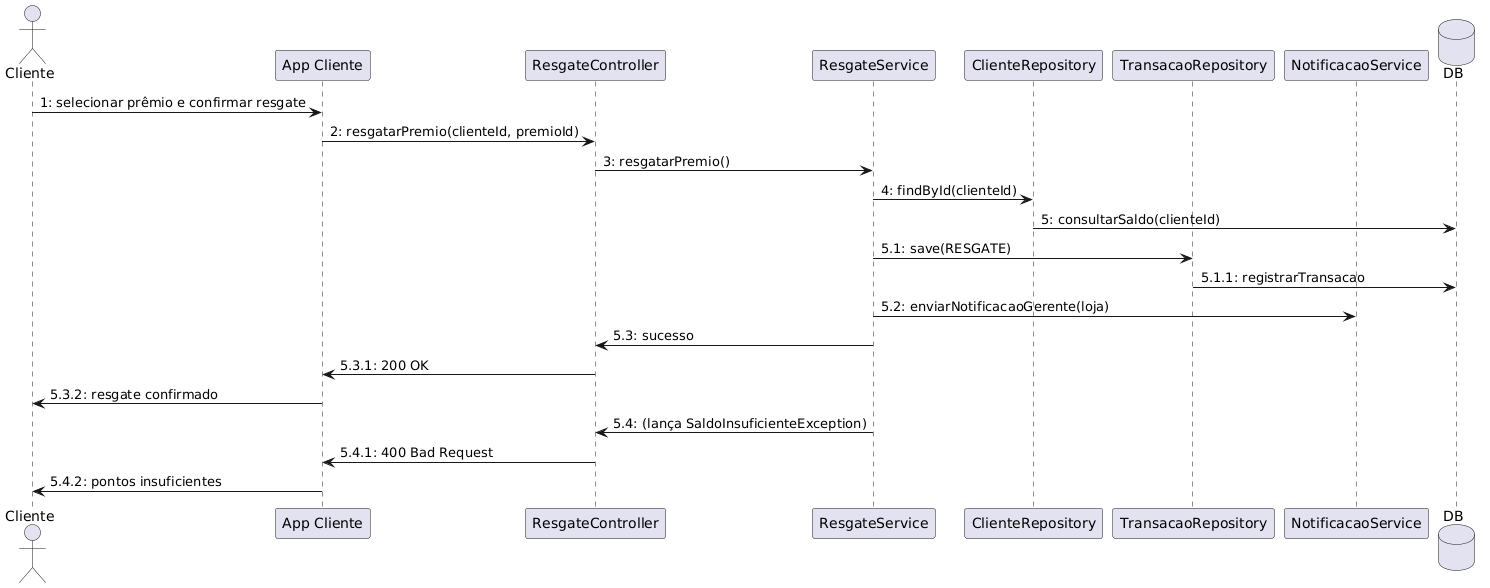 Cliente
App Cliente
ResgateController
ResgateService
ClienteRepository
TransacaoRepository
NotificacaoService
DB
1: selecionar prêmio e confirmar resgate
2: resgatarPremio(clienteId, premioId)
3: resgatarPremio()
4: findById(clienteId)
5: consultarSaldo(clienteId)
5.1: save(RESGATE)
5.1.1: registrarTransacao
5.2: enviarNotificacaoGerente(loja)
5.3: sucesso
5.3.1: 200 OK
5.3.2: resgate confirmado
5.4: (lança SaldoInsuficienteException)
5.4.1: 400 Bad Request
5.4.2: pontos insuficientes
Cliente
App Cliente
ResgateController
ResgateService
ClienteRepository
TransacaoRepository
NotificacaoService
DB